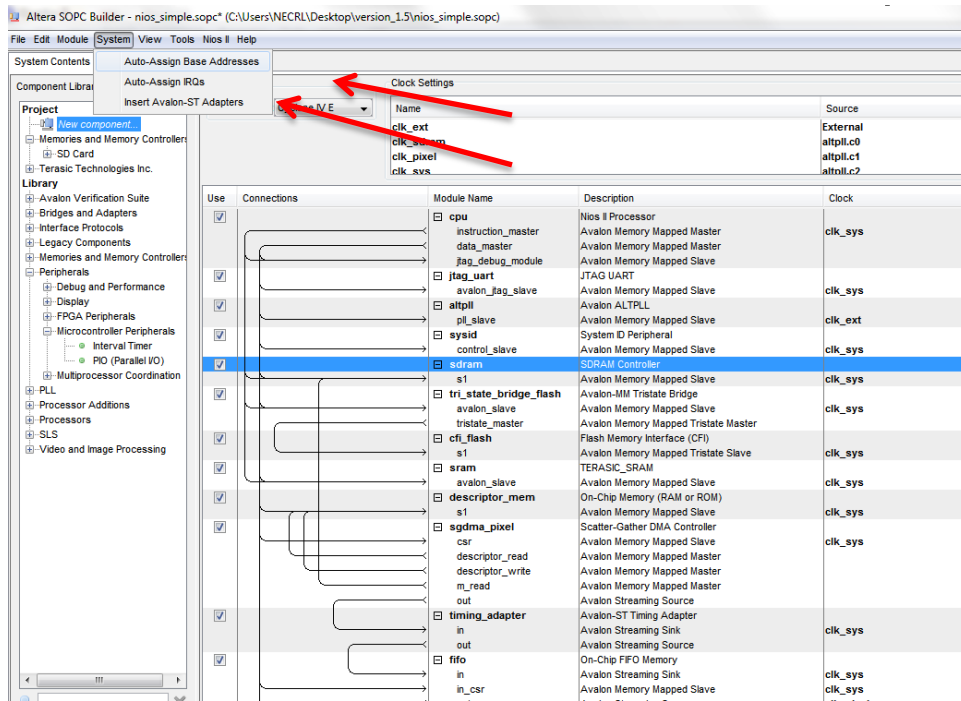 Altera SOPC Builder - nios_simple.sopc* (C:\Users\NECRL\Desktop\version_1.5\nios_simple.sopc)
File Edit Module System View Tools Nios II Help
System Contents
Auto-Assign Base Addresses
Auto-Assign IRQs
Insert Avalon-ST Adapters
Component Librar
Project
New component...
Memories and Memory Controllers
SD Card
Terasic Technologies Inc.
Library
Avalon Verification Suite
Bridges and Adapters
Interface Protocols
Legacy Components
Memories and Memory Controllers
Peripherals
Debug and Performance
Display
FPGA Peripherals
Microcontroller Peripherals
Interval Timer
PIO (Parallel I/O)
Multiprocessor Coordination
PLL
Processor Additions
Processors
SLS
Video and Image Processing
IV E
Clock Settings
Name Source
clk_ext External
clk_sdram altpll.c0
clk_pixel altpll.c1
clk_sys altpll.c2
Use Connections Module Name Description Clock
cpu Nios II Processor
instruction_master Avalon Memory Mapped Master clk_sys
data_master Avalon Memory Mapped Master
jtag_debug_module Avalon Memory Mapped Slave
jtag_uart JTAG UART
avalon_jtag_slave Avalon Memory Mapped Slave clk_sys
altpll Avalon ALTPLL
pll_slave Avalon Memory Mapped Slave clk_ext
sysid System ID Peripheral
control_slave Avalon Memory Mapped Slave clk_sys
sdram SDRAM Controller
s1 Avalon Memory Mapped Slave clk_sys
tri_state_bridge_flash Avalon-MM Tristate Bridge
avalon_slave Avalon Memory Mapped Slave clk_sys
tristate_master Avalon Memory Mapped Tristate Master
cfi_flash Flash Memory Interface (CFI)
s1 Avalon Memory Mapped Tristate Slave clk_sys
sram TERASIC_SRAM
avalon_slave Avalon Memory Mapped Slave clk_sys
descriptor_mem On-Chip Memory (RAM or ROM)
s1 Avalon Memory Mapped Slave clk_sys
sgdma_pixel Scatter-Gather DMA Controller
csr Avalon Memory Mapped Slave clk_sys
descriptor_read Avalon Memory Mapped Master
descriptor_write Avalon Memory Mapped Master
m_read Avalon Memory Mapped Master
out Avalon Streaming Source
timing_adapter Avalon-ST Timing Adapter
in Avalon Streaming Sink clk_sys
out Avalon Streaming Source
fifo On-Chip FIFO Memory
in Avalon Streaming Sink clk_sys
in_csr Avalon Memory Mapped Slave clk_sys